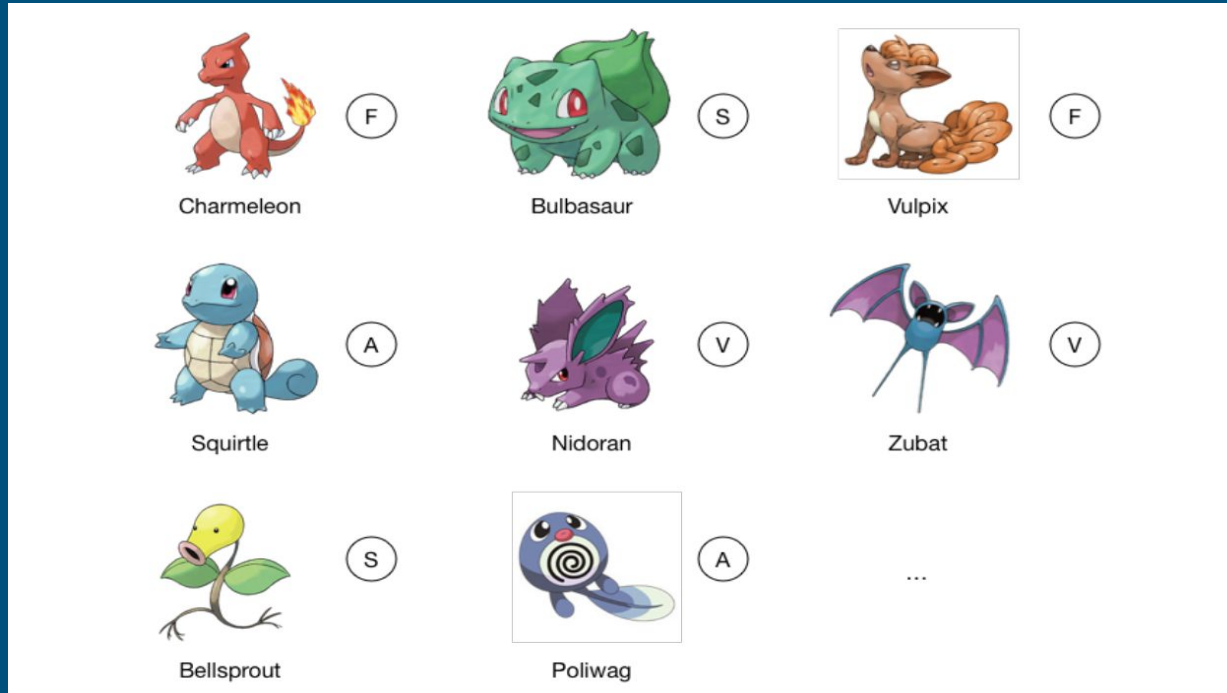 F
S
F
Charmeleon
Bulbasaur
Vulpix
A
V
V
Squirtle
Nidoran
Zubat
S
A
...
Bellsprout
Poliwag